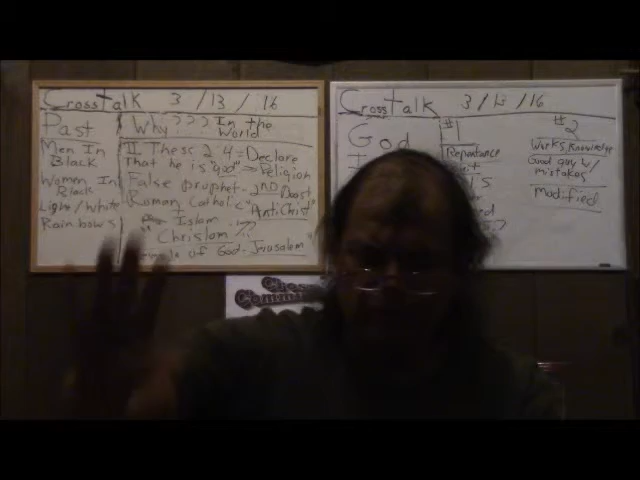 CrossTalk 3/13/16
Past
Men In
Black
Women In
Black
Light/White
Rainbows
Why ??? In the
World
II Thess 2 4 = Declare
That he is "god" → Religion
False prophet - 2ND Beast
Roman Catholic "AntiChrist"
Islam
"Chrislam"??
of God - Jerusalem"
CrossTalk 3/13/16
God
#1
Repentance
#2
Works, Knowledge
Good guy w/
mistakes
Modified